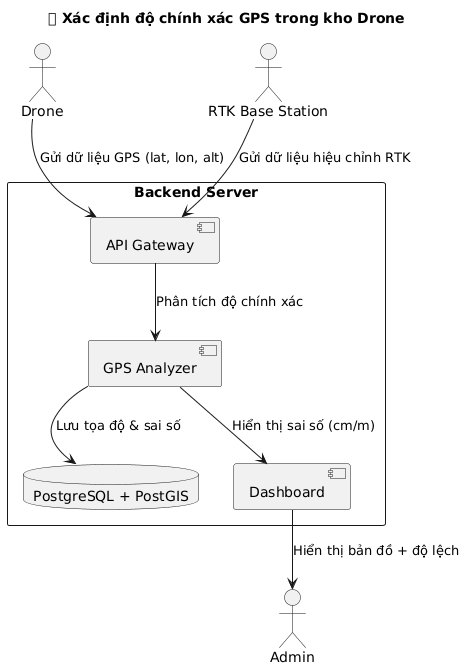 Xác định độ chính xác GPS trong kho Drone
Drone
RTK Base Station
Gửi dữ liệu GPS (lat, lon, alt)
Gửi dữ liệu hiệu chỉnh RTK
Backend Server
API Gateway
Phân tích độ chính xác
GPS Analyzer
Lưu tọa độ & sai số
Hiển thị sai số (cm/m)
PostgreSQL + PostGIS
Dashboard
Hiển thị bản đồ + độ lệch
Admin